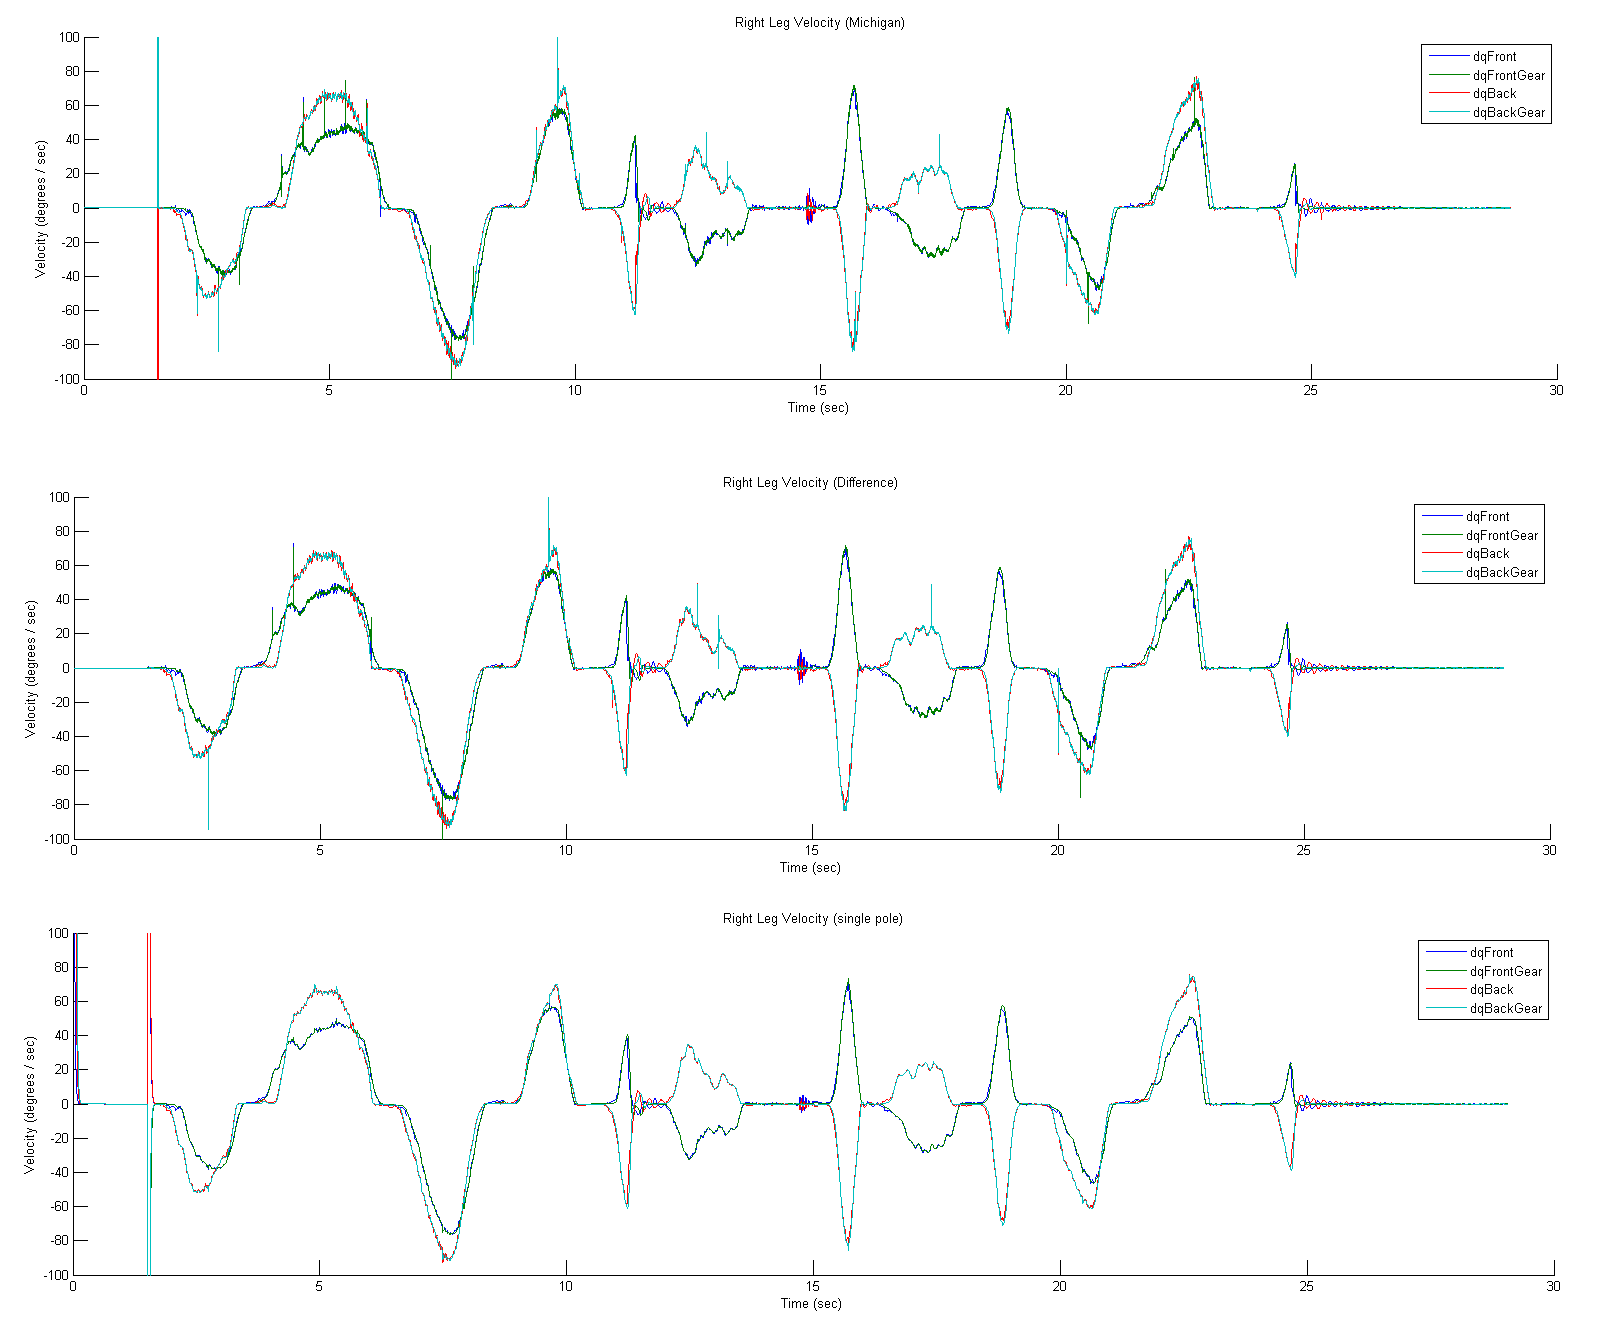 Right Leg Velocity (Michigan)
100
80
60
40
20
0
-20
-40
-60
-80
-100
Velocity (degrees / sec)
0 5 10 15 20 25 30
Time (sec)
dqFront
dqFrontGear
dqBack
dqBackGear
Right Leg Velocity (Difference)
100
80
60
40
20
0
-20
-40
-60
-80
-100
Velocity (degrees / sec)
0 5 10 15 20 25 30
Time (sec)
dqFront
dqFrontGear
dqBack
dqBackGear
Right Leg Velocity (single pole)
100
80
60
40
20
0
-20
-40
-60
-80
-100
Velocity (degrees / sec)
0 5 10 15 20 25 30
Time (sec)
dqFront
dqFrontGear
dqBack
dqBackGear